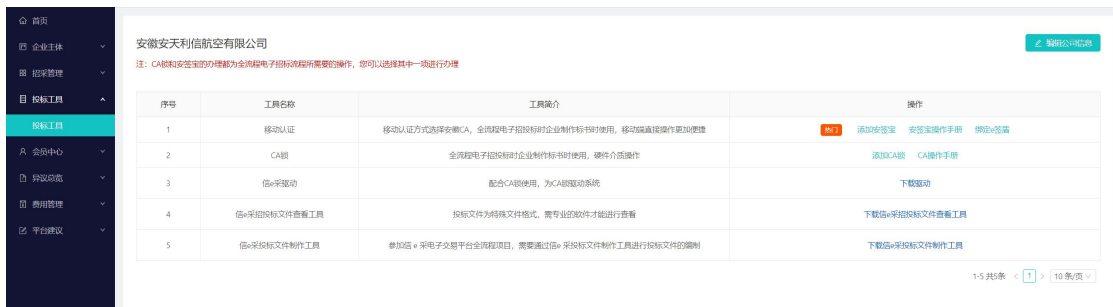 首页
企业主体
招采管理
投标工具
投标工具
会员中心
异议总览
费用管理
平台建议
安徽安天利信航空有限公司
编辑公司信息
注：CA锁和安签宝的办理都为全流程电子招标流程所需要的操作，您可以选择其中一项进行办理
序号 工具名称 工具简介 操作
1 移动认证 移动认证方式选择安徽CA，全流程电子招投标时企业制作标书时使用，移动端直接操作更加便捷 热门 添加安签宝 安签宝操作手册 绑定e签盾
2 CA锁 全流程电子招投标时企业制作标书时使用，硬件介质操作 添加CA锁 CA操作手册
3 信e采驱动 配合CA锁使用，为CA锁驱动系统 下载驱动
4 信e采招投标文件查看工具 投标文件为特殊文件格式，需专业的软件才能进行查看 下载信e采招投标文件查看工具
5 信e采投标文件制作工具 参加信 e 采电子交易平台全流程项目，需要通过信e 采投标文件制作工具进行投标文件的编制 下载信e采投标文件制作工具
1-5 共5条 < 1 > 10 条/页